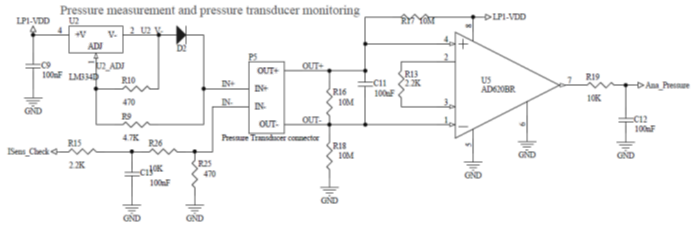 Pressure measurement and pressure transducer monitoring
LP1-VDD
U2
4
+V
V-
2
U2_V-
ADJ
U2_ADJ
LM334D
D2
C9
100nF
GND
R10
470
R9
4.7K
ISens_Check
R15
2.2K
R26
10K
C13
100nF
GND
R25
470
GND
P5
IN+
IN-
OUT+
IN+
IN-
OUT-
Pressure Transducer connector
OUT+
OUT-
R16
10M
C11
100nF
R18
10M
GND
R17
10M
LP1-VDD
R13
2.2K
4
2
3
1
8
U5
AD620BR
7
5
6
GND
GND
R19
10K
Ana_Pressure
C12
100nF
GND